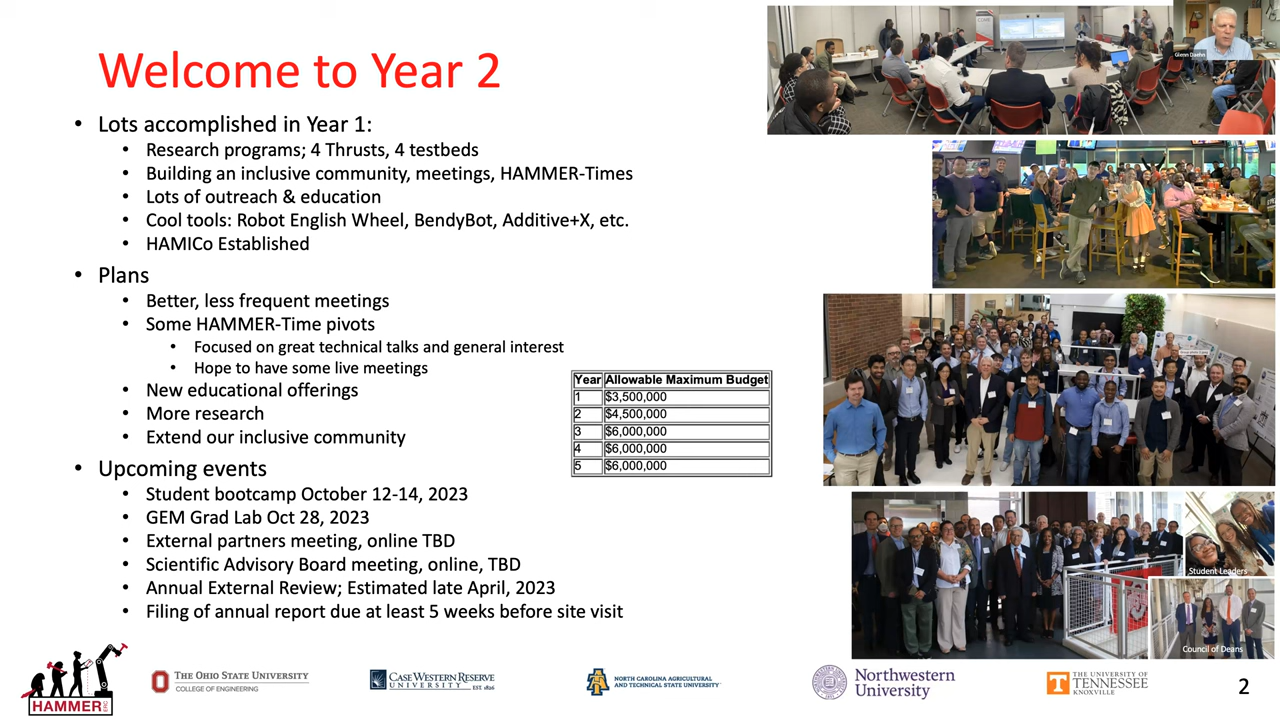 Welcome to Year 2
Glenn Daehn
• Lots accomplished in Year 1:
• Research programs; 4 Thrusts, 4 testbeds
• Building an inclusive community, meetings, HAMMER-Times
• Lots of outreach & education
• Cool tools: Robot English Wheel, BendyBot, Additive+X, etc.
• HAMICo Established
• Plans
• Better, less frequent meetings
• Some HAMMER-Time pivots
• Focused on great technical talks and general interest
• Hope to have some live meetings
• New educational offerings
• More research
• Extend our inclusive community
Year Allowable Maximum Budget
1 $3,500,000
2 $4,500,000
3 $6,000,000
4 $6,000,000
5 $6,000,000
• Upcoming events
• Student bootcamp October 12-14, 2023
• GEM Grad Lab Oct 28, 2023
• External partners meeting, online TBD
• Scientific Advisory Board meeting, online, TBD
• Annual External Review; Estimated late April, 2023
• Filing of annual report due at least 5 weeks before site visit
Student Leaders
Council of Deans
HAMMER ERC
THE OHIO STATE UNIVERSITY
COLLEGE OF ENGINEERING
CASE WESTERN RESERVE
UNIVERSITY EST. 1826
NORTH CAROLINA AGRICULTURAL
AND TECHNICAL STATE UNIVERSITY
Northwestern
University
T
THE UNIVERSITY OF
TENNESSEE
KNOXVILLE
2